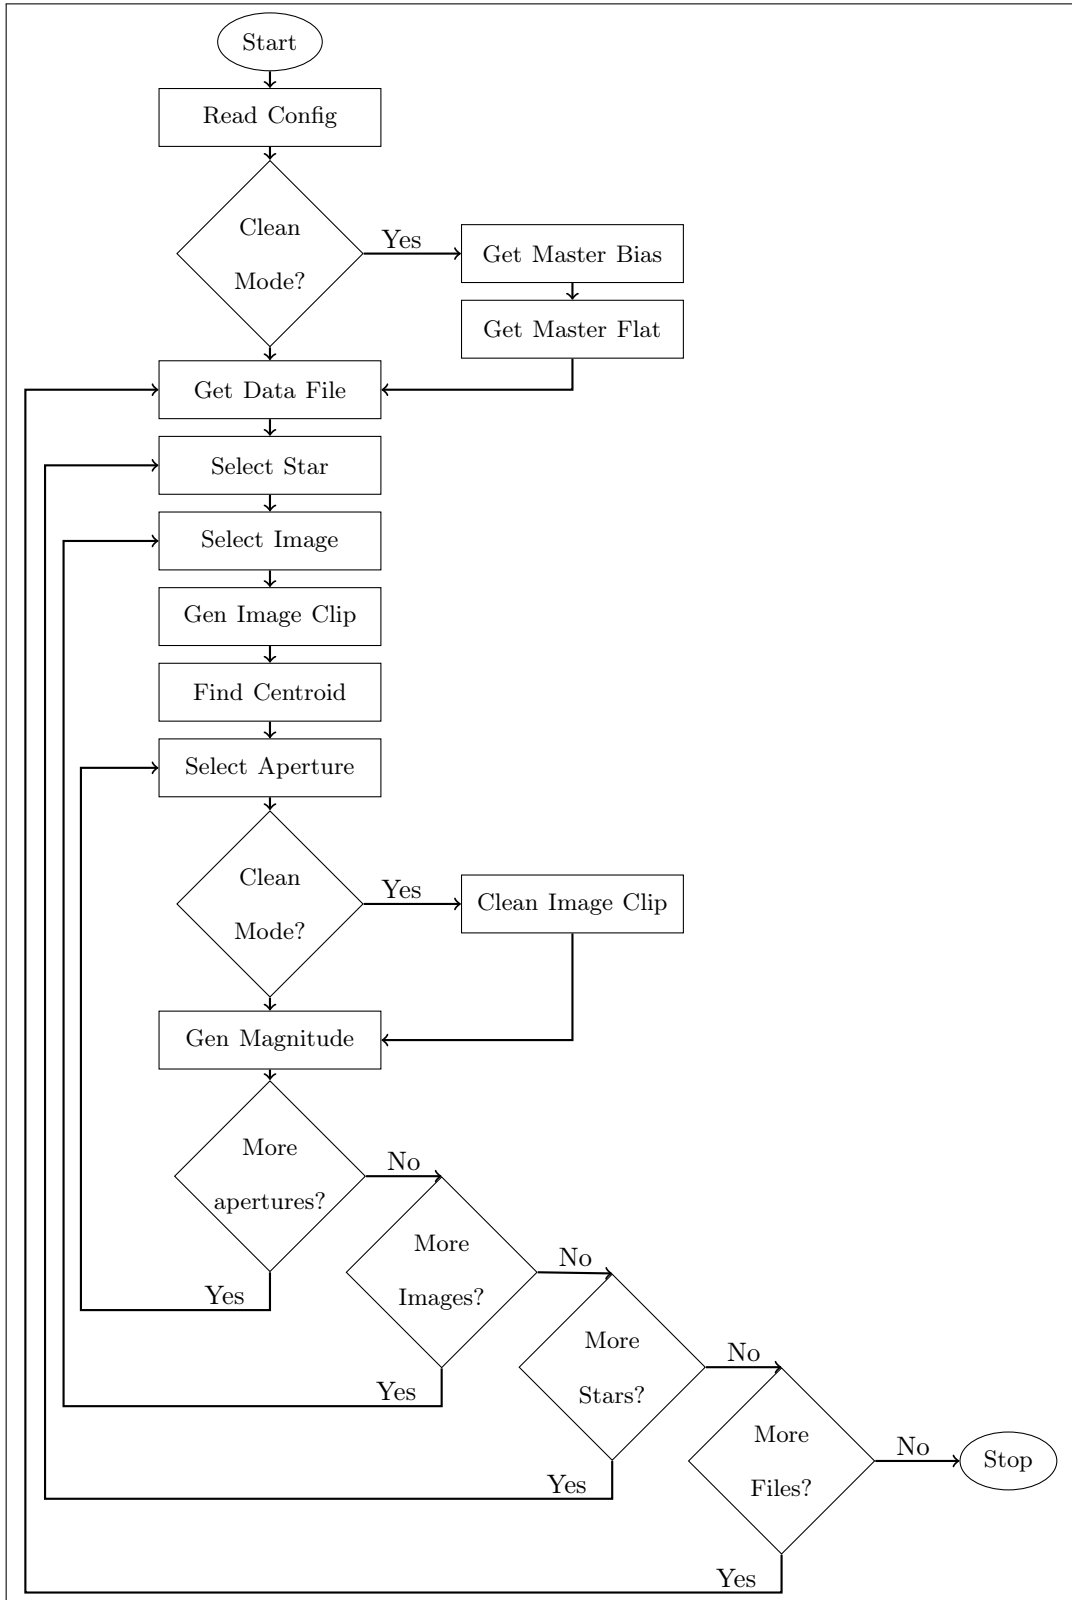 Start
Read Config
Clean
Mode?
Yes
Get Master Bias
Get Master Flat
Get Data File
Select Star
Select Image
Gen Image Clip
Find Centroid
Select Aperture
Clean
Mode?
Yes
Clean Image Clip
Gen Magnitude
More
apertures?
No
Yes
More
Images?
No
Yes
More
Stars?
No
Yes
More
Files?
No
Yes
Stop